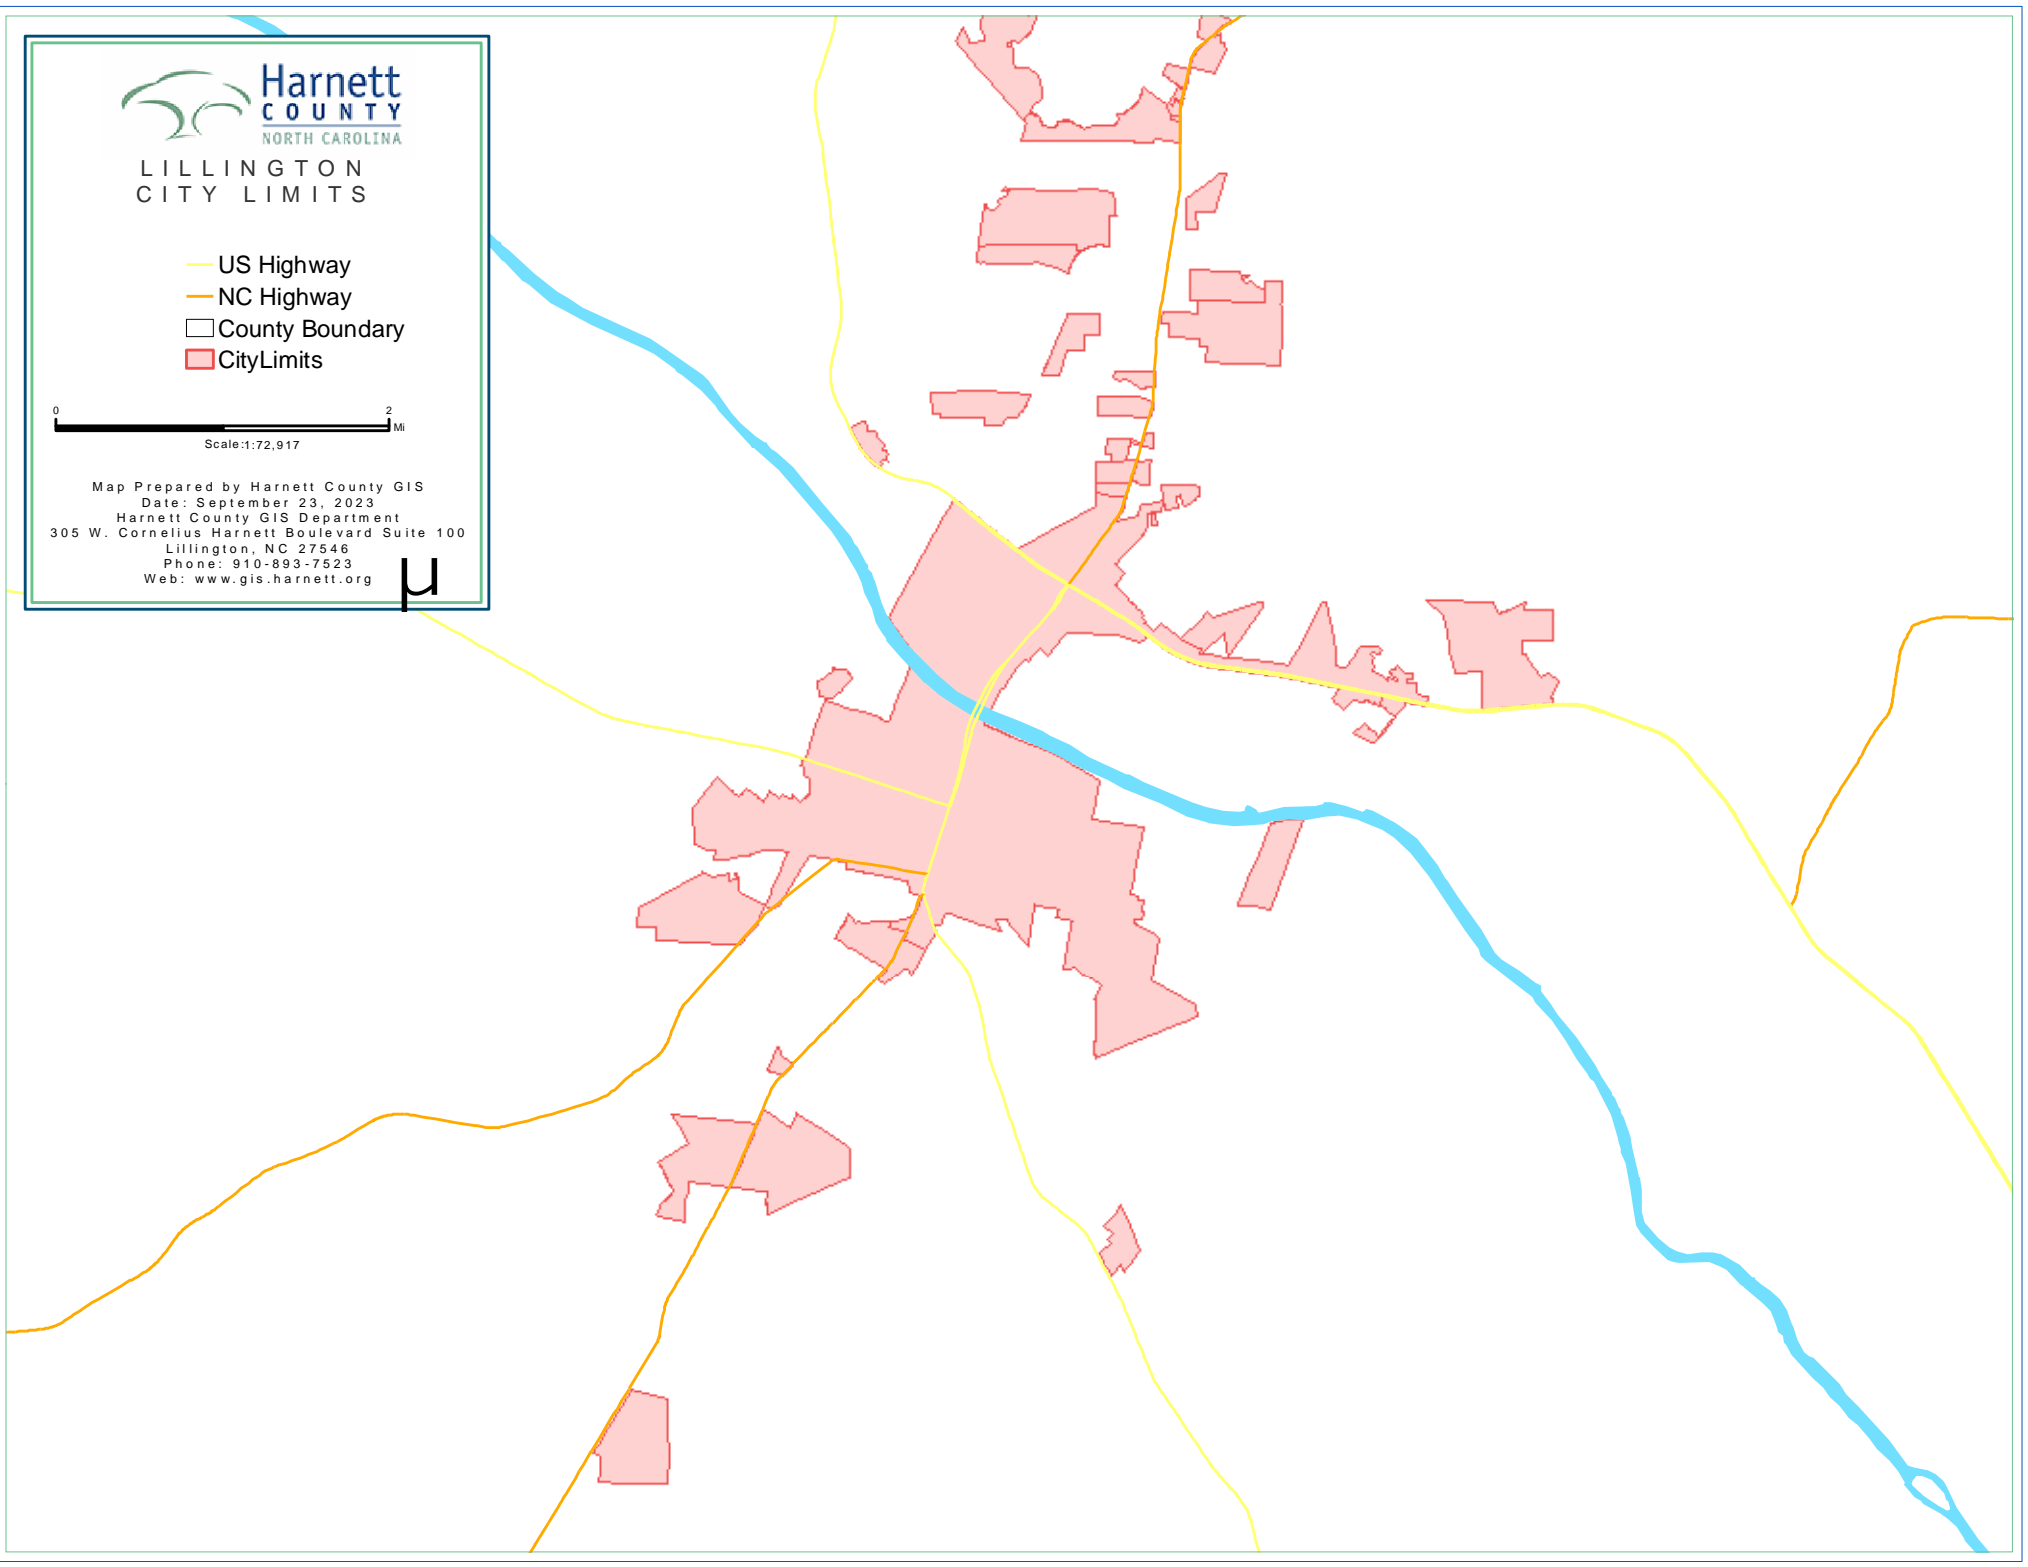 Harnett
COUNTY
NORTH CAROLINA
LILLINGTON
CITY LIMITS
US Highway
NC Highway
County Boundary
CityLimits
0 2
Mi
Scale:1:72,917
Map Prepared by Harnett County GIS
Date: September 23, 2023
Harnett County GIS Department
305 W. Cornelius Harnett Boulevard Suite 100
Lillington, NC 27546
Phone: 910-893-7523
Web: www.gis.harnett.org
µ